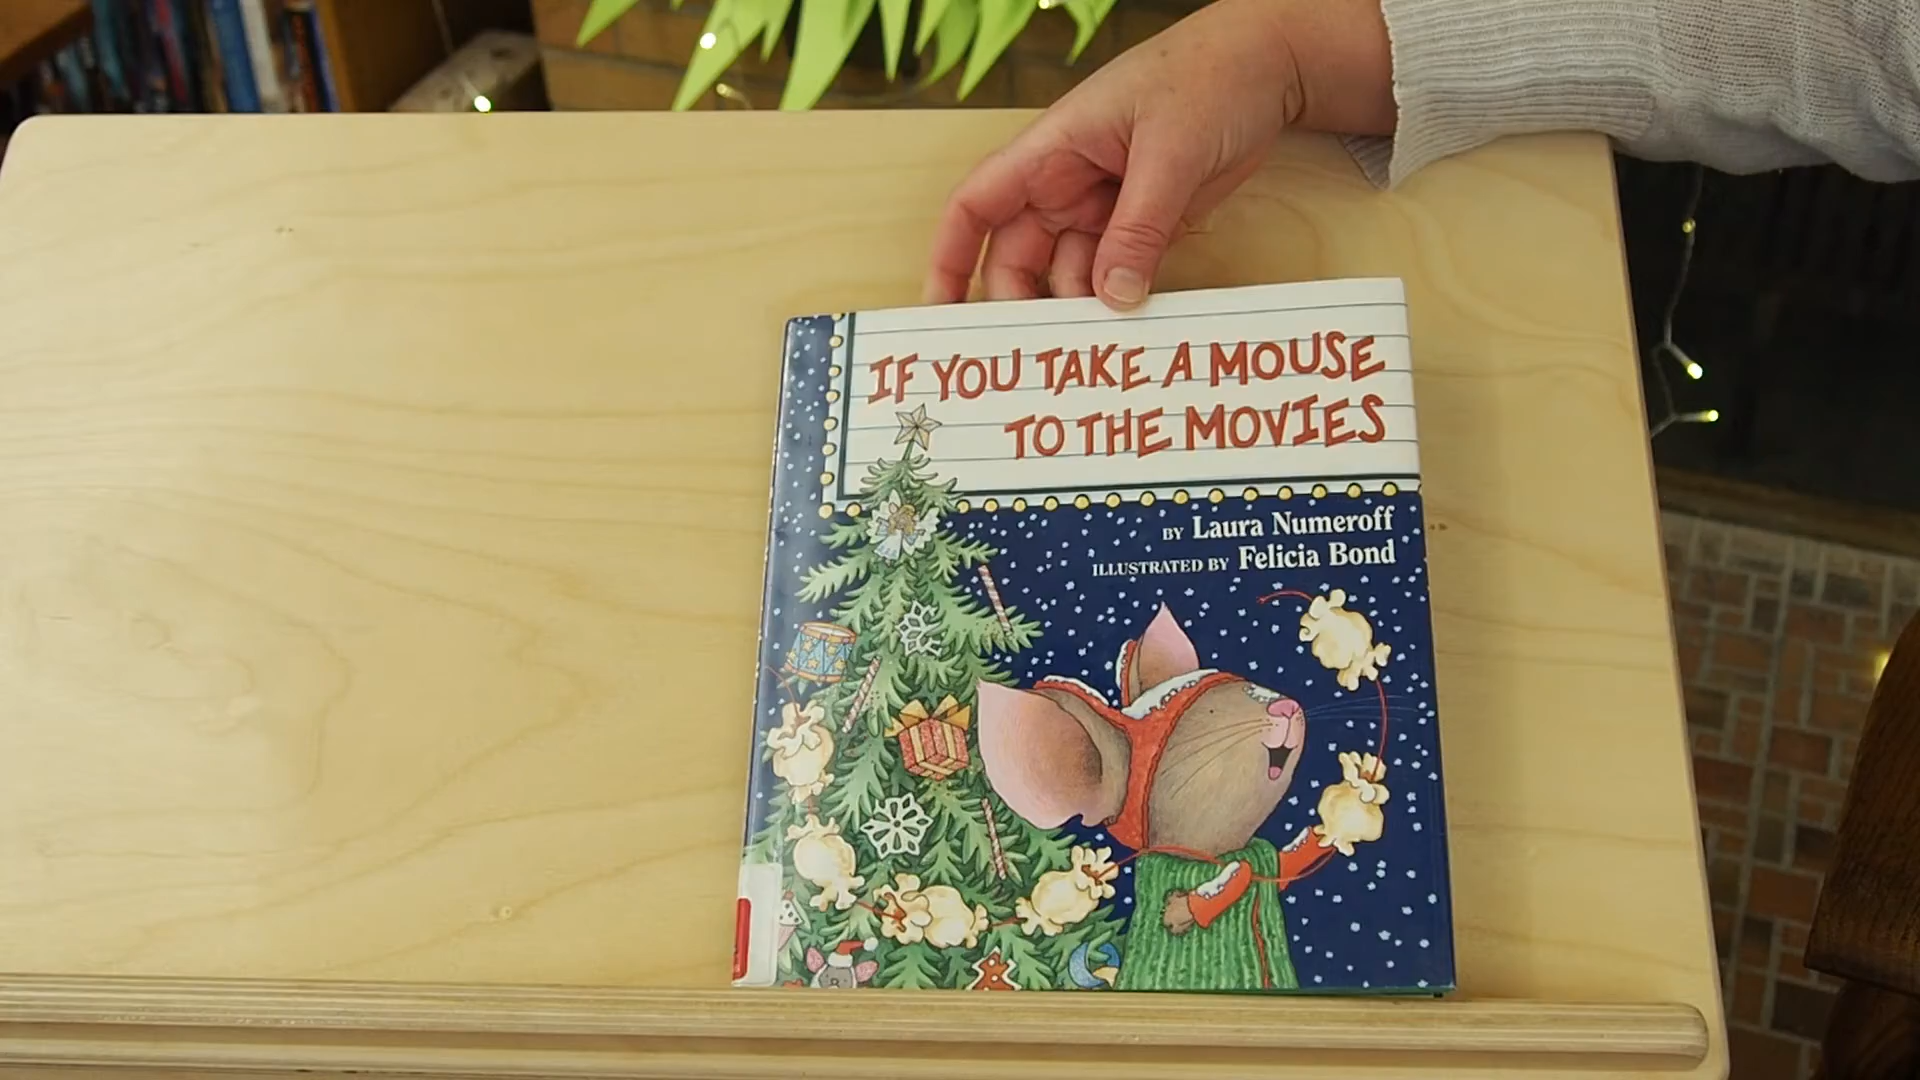 IF YOU TAKE A MOUSE
TO THE MOVIES
BY Laura Numeroff
ILLUSTRATED BY Felicia Bond